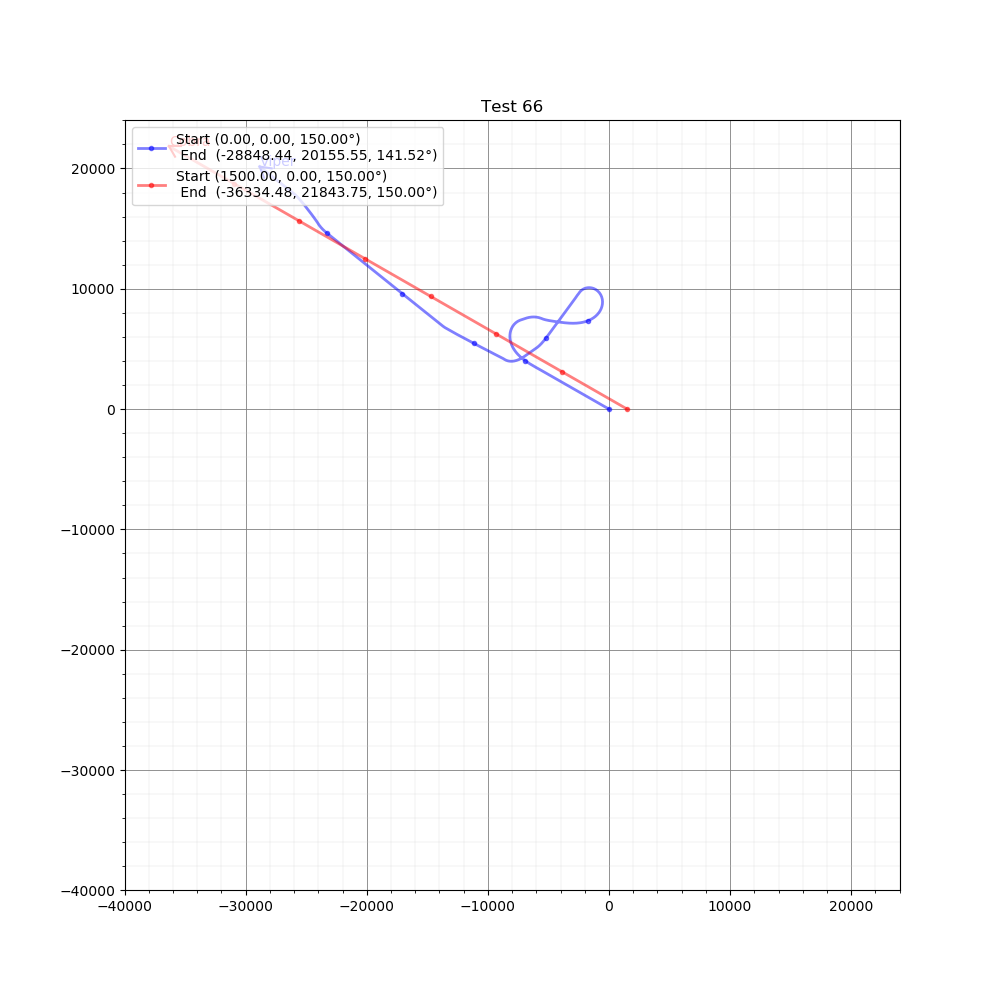 Test 66
Start (0.00, 0.00, 150.00°)
End (-28848.44, 20155.55, 141.52°)
Start (1500.00, 0.00, 150.00°)
End (-36334.48, 21843.75, 150.00°)
viper
20000
10000
0
−10000
−20000
−30000
−40000
−40000 −30000 −20000 −10000 0 10000 20000